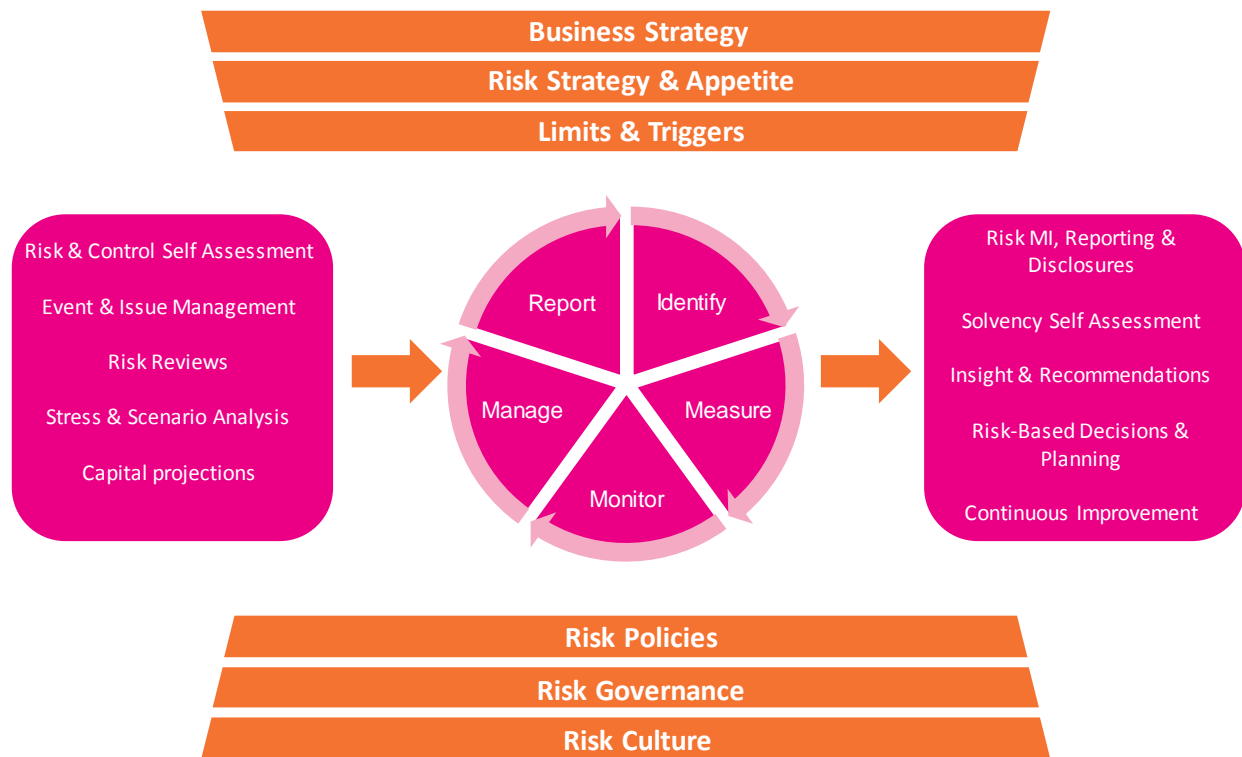 Business Strategy
Risk Strategy & Appetite
Limits & Triggers
Risk & Control Self Assessment
Event & Issue Management
Risk Reviews
Stress & Scenario Analysis
Capital projections
Report
Identify
Manage
Measure
Monitor
Risk MI, Reporting &
Disclosures
Solvency Self Assessment
Insight & Recommendations
Risk-Based Decisions &
Planning
Continuous Improvement
Risk Policies
Risk Governance
Risk Culture